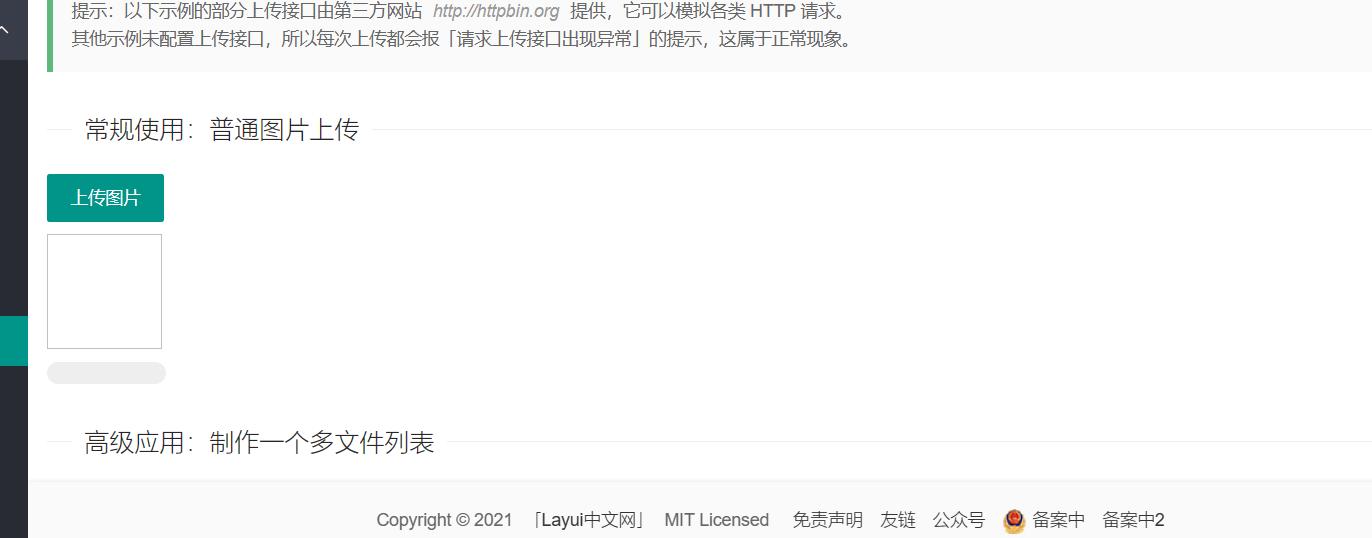 提示：以下示例的部分上传接口由第三方网站 http://httpbin.org 提供，它可以模拟各类 HTTP 请求。
其他示例未配置上传接口，所以每次上传都会报「请求上传接口出现异常」的提示，这属于正常现象。
常规使用：普通图片上传
上传图片
高级应用：制作一个多文件列表
Copyright © 2021 「Layui中文网」 MIT Licensed 免责声明 友链 公众号 备案中 备案中2